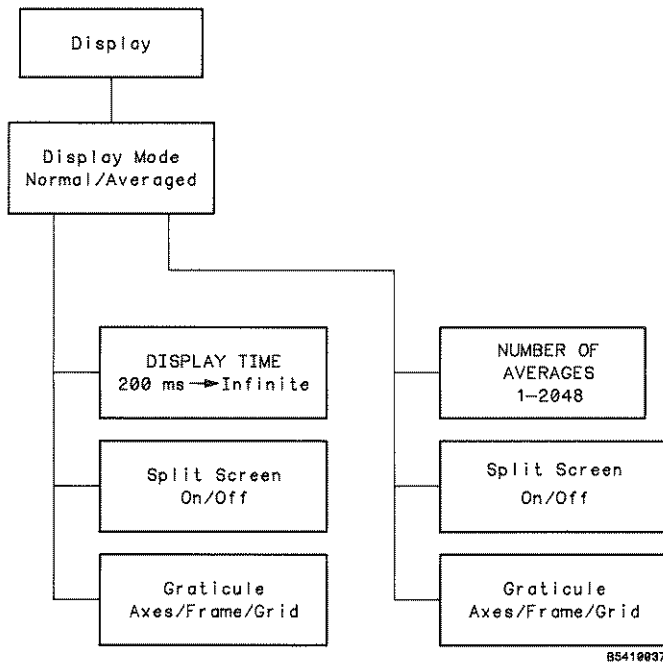 Display
Display Mode
Normal/Averaged
DISPLAY TIME
200 ms → Infinite
Split Screen
On/Off
Graticule
Axes/Frame/Grid
NUMBER OF
AVERAGES
1-2048
Split Screen
On/Off
Graticule
Axes/Frame/Grid